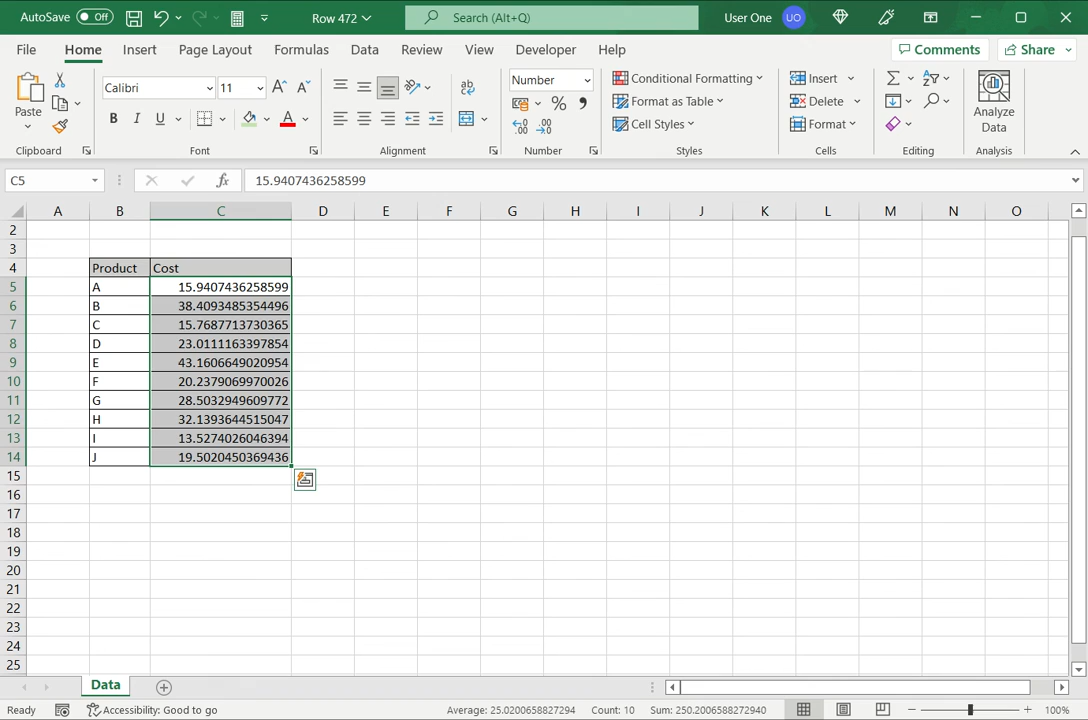 AutoSave Off Row 472 Search (Alt+Q) User One UO
File Home Insert Page Layout Formulas Data Review View Developer Help Comments Share
Paste Calibri 11 Number Conditional Formatting Insert Analyze Data
B I U Format as Table Delete
Cell Styles Format
Clipboard Font Alignment Number Styles Cells Editing Analysis
C5 fx 15.9407436258599
A B C D E F G H I J K L M N O
2
3
4 Product Cost
5 A 15.9407436258599
6 B 38.4093485354496
7 C 15.7687713730365
8 D 23.0111163397854
9 E 43.1606649020954
10 F 20.2379069970026
11 G 28.5032949609772
12 H 32.1393644515047
13 I 13.5274026046394
14 J 19.5020450369436
15
16
17
18
19
20
21
22
23
24
25
Data
Ready Accessibility: Good to go Average: 25.0200658827294 Count: 10 Sum: 250.2006588272940 100%